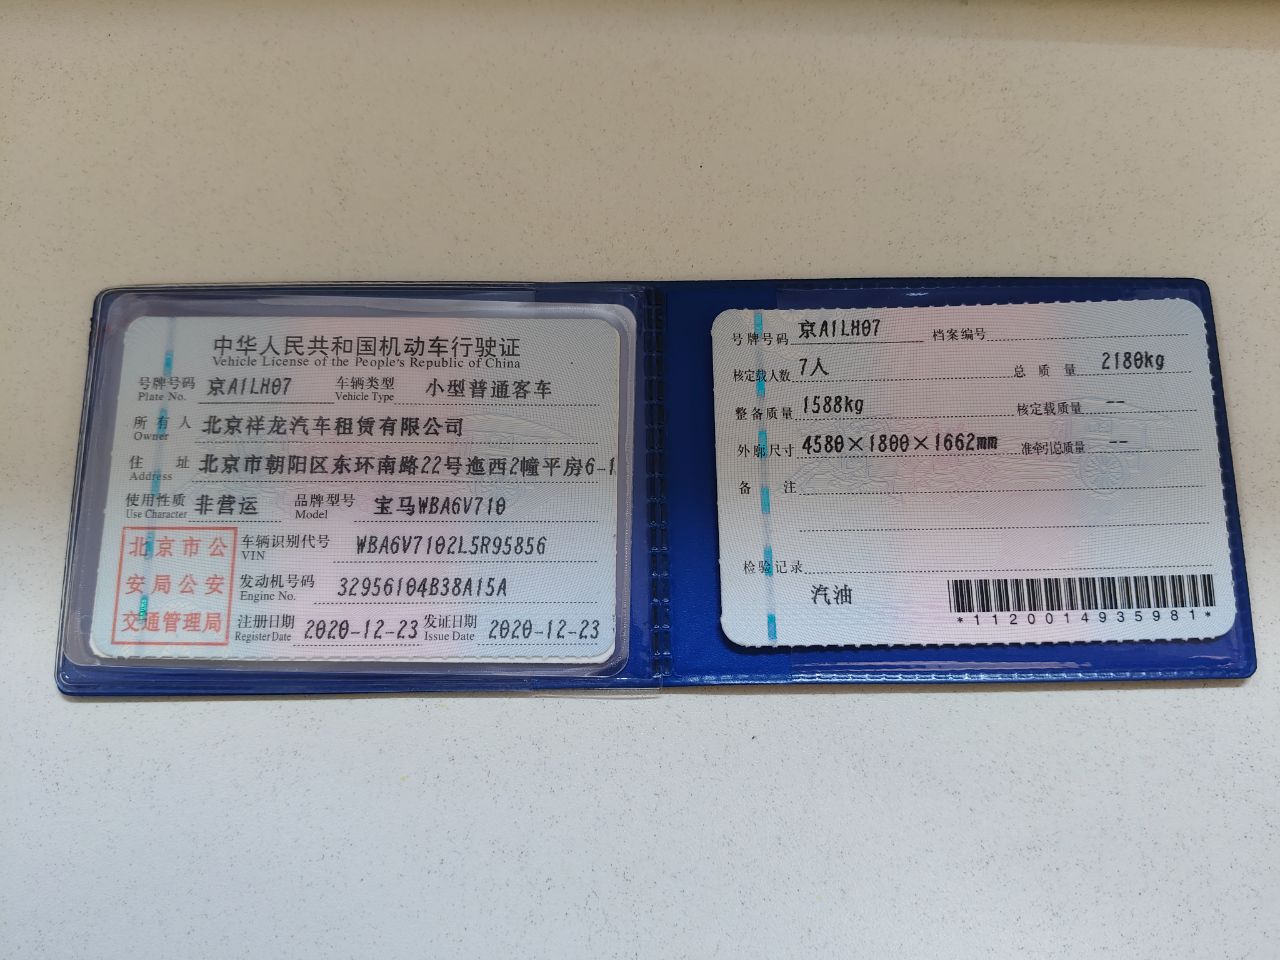 中华人民共和国机动车行驶证
Vehicle License of the People's Republic of China
号牌号码 京A1LH07 车辆类型 小型普通客车
Plate No. Vehicle Type
所有人 北京祥龙汽车租赁有限公司
Owner
住址 北京市朝阳区东环南路22号迤西2幢平房6-1
Address
使用性质 非营运 品牌型号 宝马WBA6V710
Use Character Model
北京市公安局公安交通管理局
车辆识别代号 WBA6V7102L5R95856
VIN
发动机号码 32956104B38A15A
Engine No.
注册日期 2020-12-23 发证日期 2020-12-23
Register Date Issue Date
号牌号码 京A1LH07 档案编号
核定载人数 7人 总质量 2180kg
整备质量 1588kg 核定载质量 --
外廓尺寸 4580×1800×1662mm 准牵引总质量 --
备注
检验记录
汽油
*1120014935981*